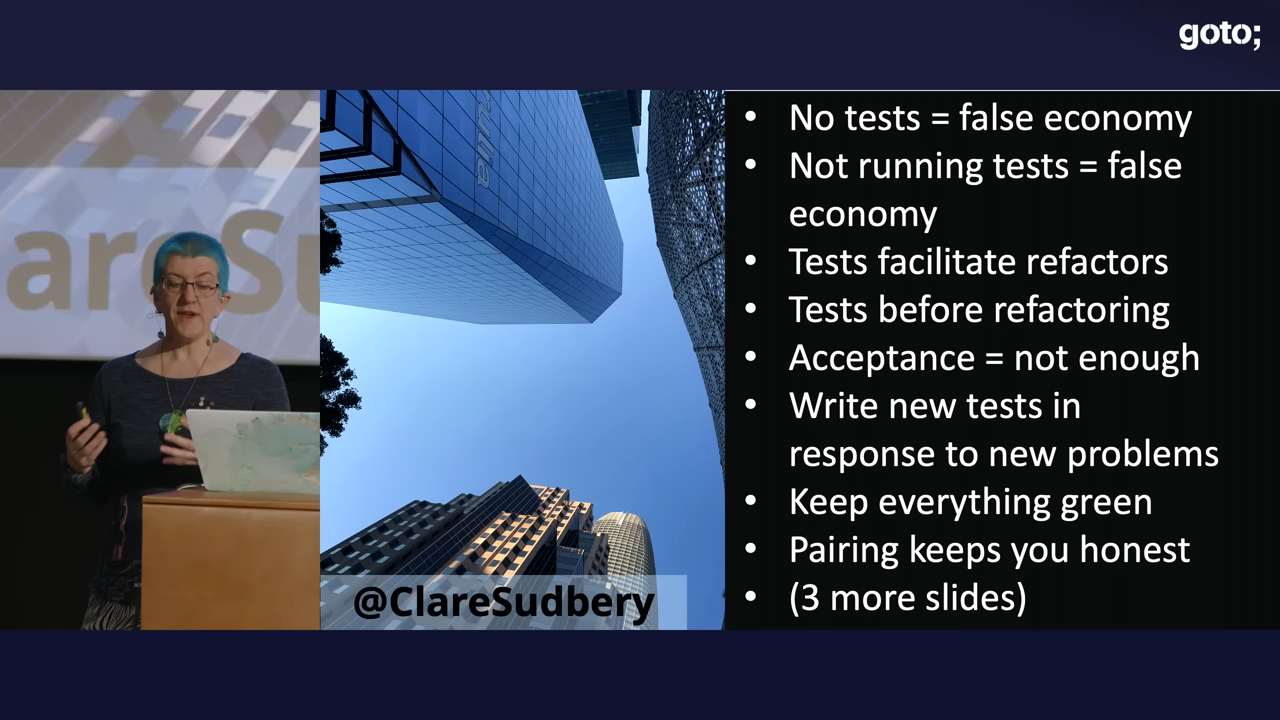 goto;
• No tests = false economy
• Not running tests = false
economy
• Tests facilitate refactors
• Tests before refactoring
• Acceptance = not enough
• Write new tests in
response to new problems
• Keep everything green
• Pairing keeps you honest
• (3 more slides)
@ClareSudbery